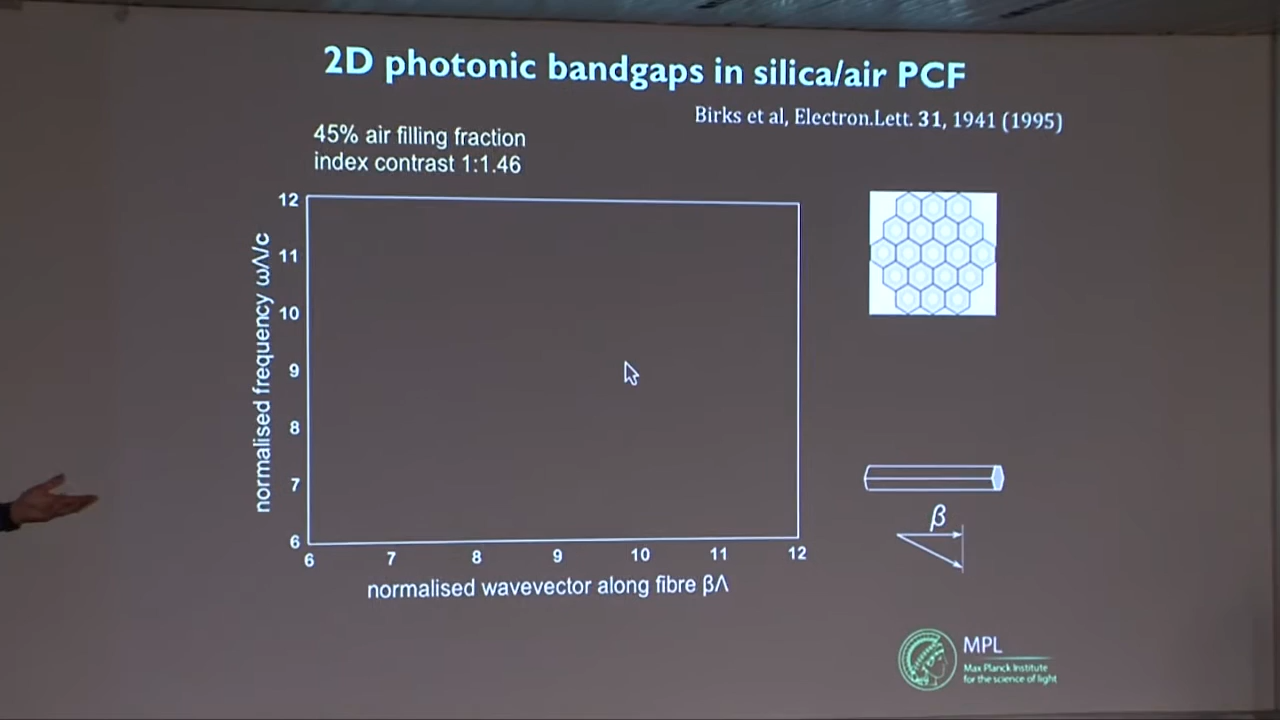 2D photonic bandgaps in silica/air PCF
Birks et al, Electron.Lett. 31, 1941 (1995)
45% air filling fraction
index contrast 1:1.46
12
11
10
9
8
7
6
normalised frequency ωΛ/c
6 7 8 9 10 11 12
normalised wavevector along fibre βΛ
β
MPL
Max Planck Institute
for the science of light